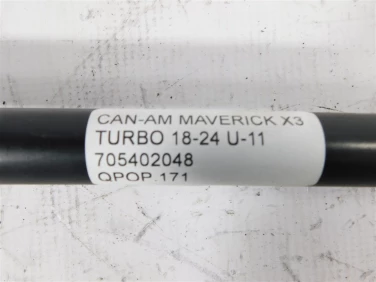 CAN-AM MAVERICK X3
TURBO 18-24 U-11
705402048
QPOP 171